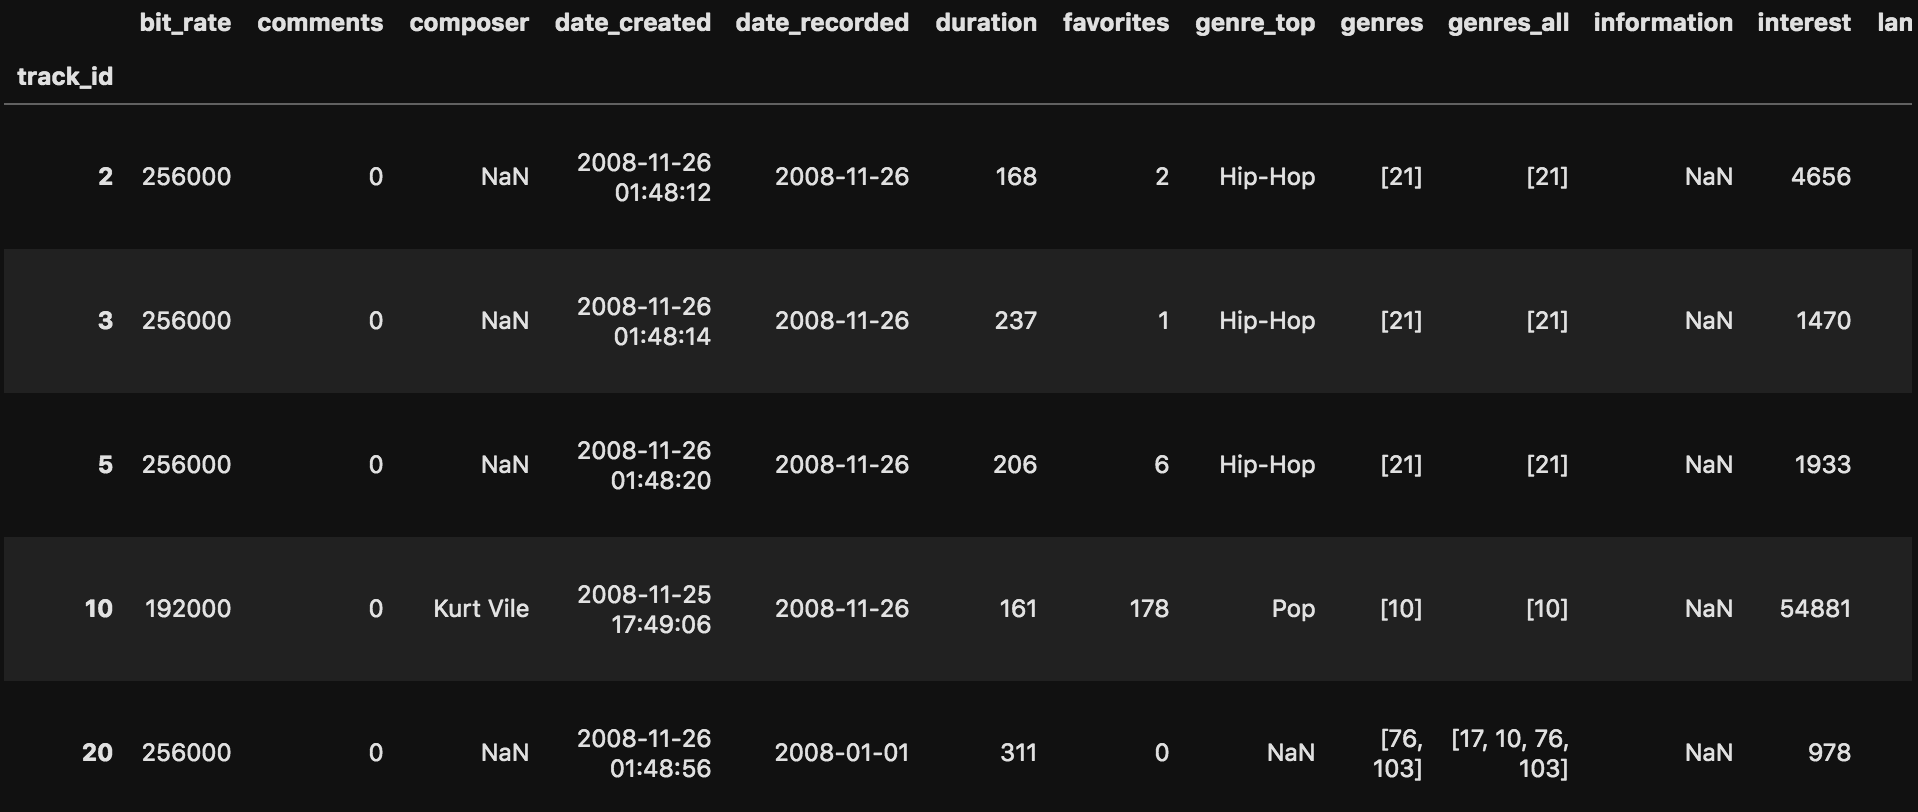 bit_rate comments composer date_created date_recorded duration favorites genre_top genres genres_all information interest lan
track_id
2 256000 0 NaN 2008-11-26 01:48:12 2008-11-26 168 2 Hip-Hop [21] [21] NaN 4656
3 256000 0 NaN 2008-11-26 01:48:14 2008-11-26 237 1 Hip-Hop [21] [21] NaN 1470
5 256000 0 NaN 2008-11-26 01:48:20 2008-11-26 206 6 Hip-Hop [21] [21] NaN 1933
10 192000 0 Kurt Vile 2008-11-25 17:49:06 2008-11-26 161 178 Pop [10] [10] NaN 54881
20 256000 0 NaN 2008-11-26 01:48:56 2008-01-01 311 0 NaN [76, 103] [17, 10, 76, 103] NaN 978